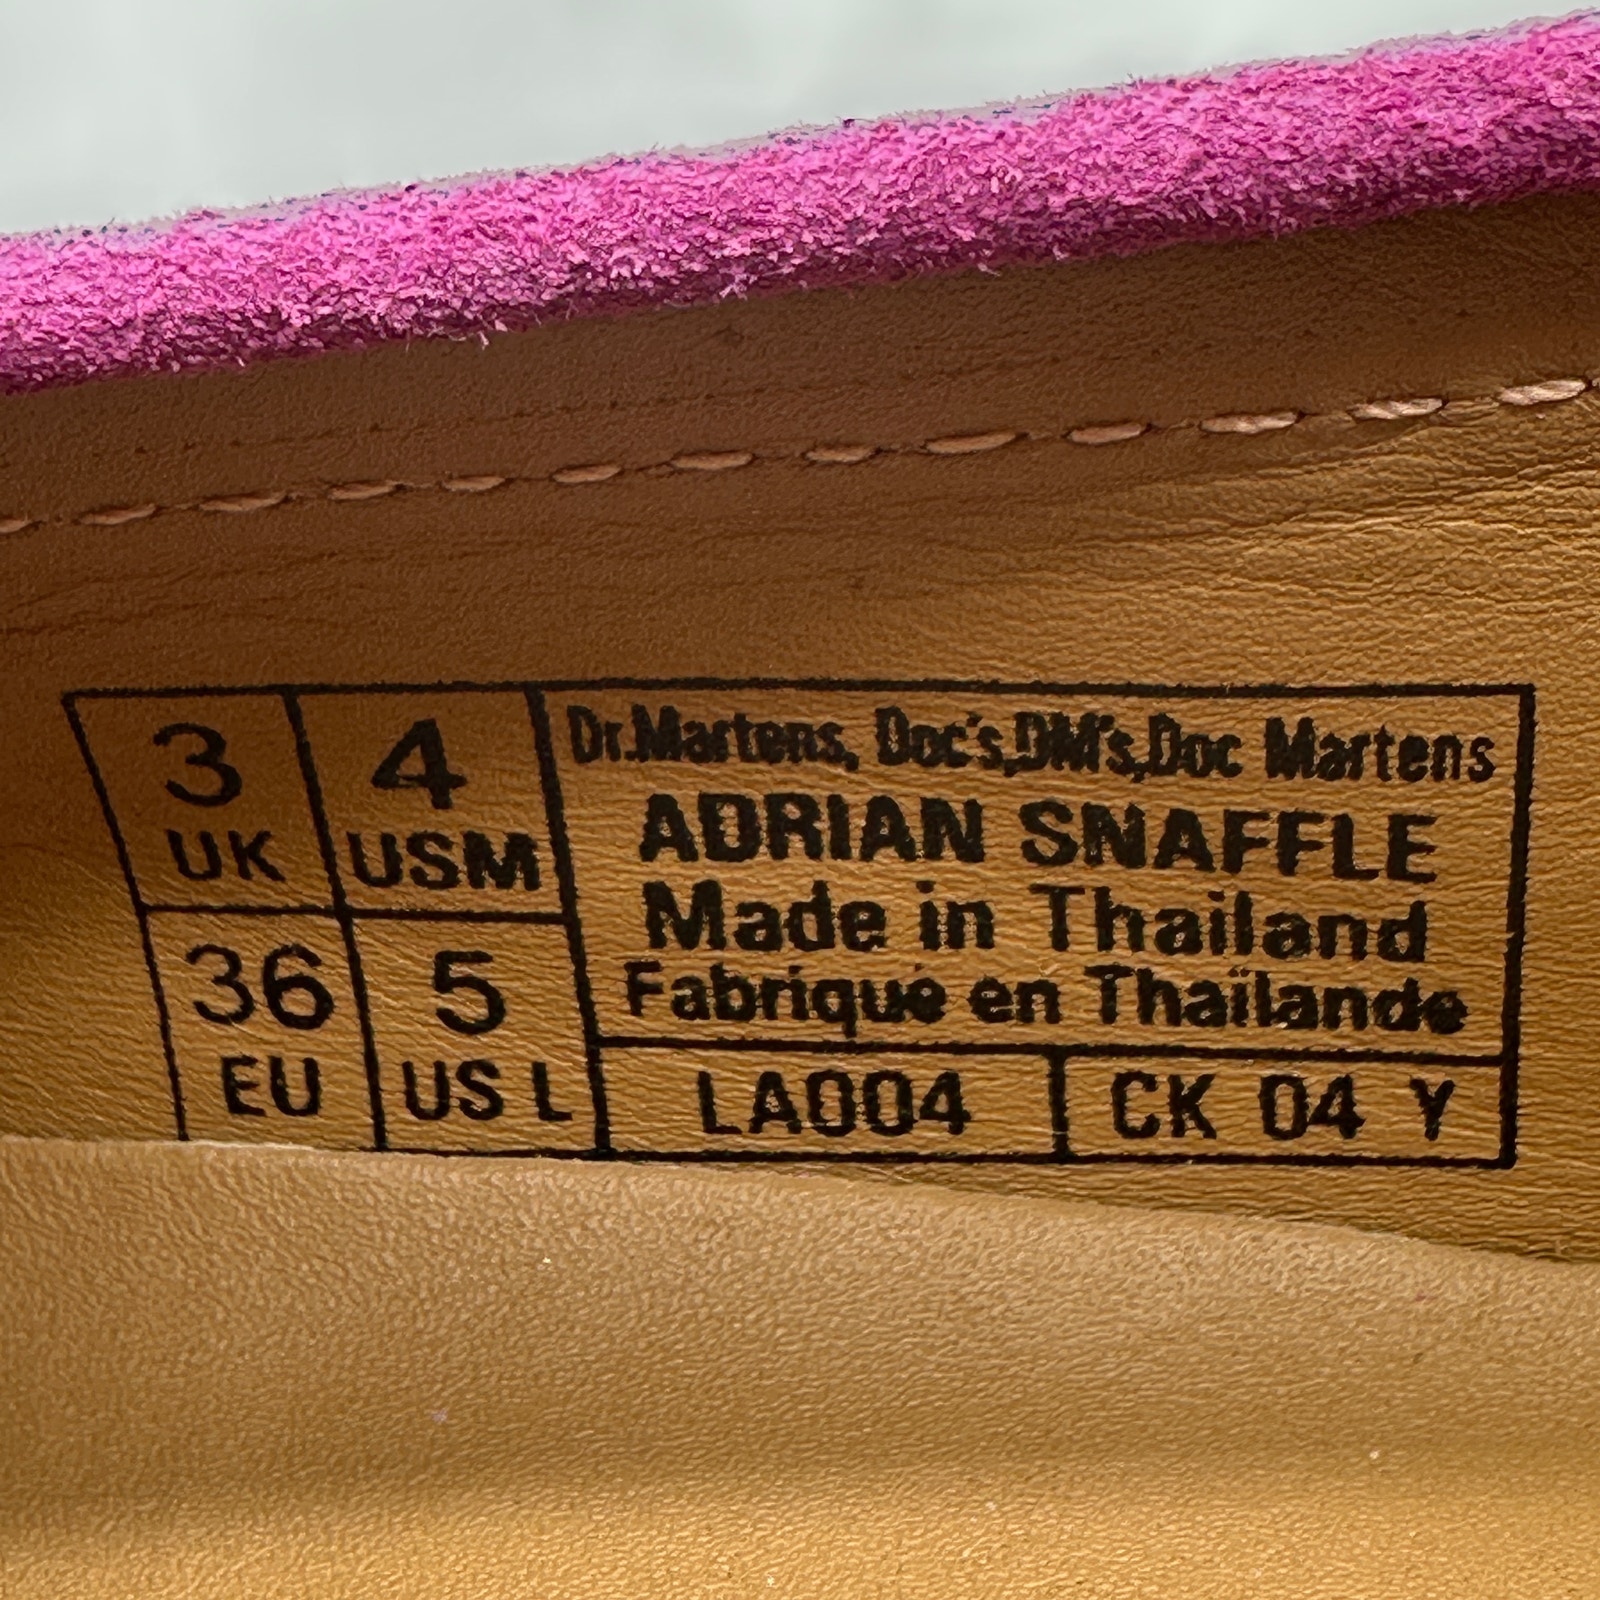 3 UK
4 USM
36 EU
5 US L
Dr.Martens, Doc's,DM's,Doc Martens
ADRIAN SNAFFLE
Made in Thailand
Fabriqué en Thaïlande
LA004
CK 04 Y